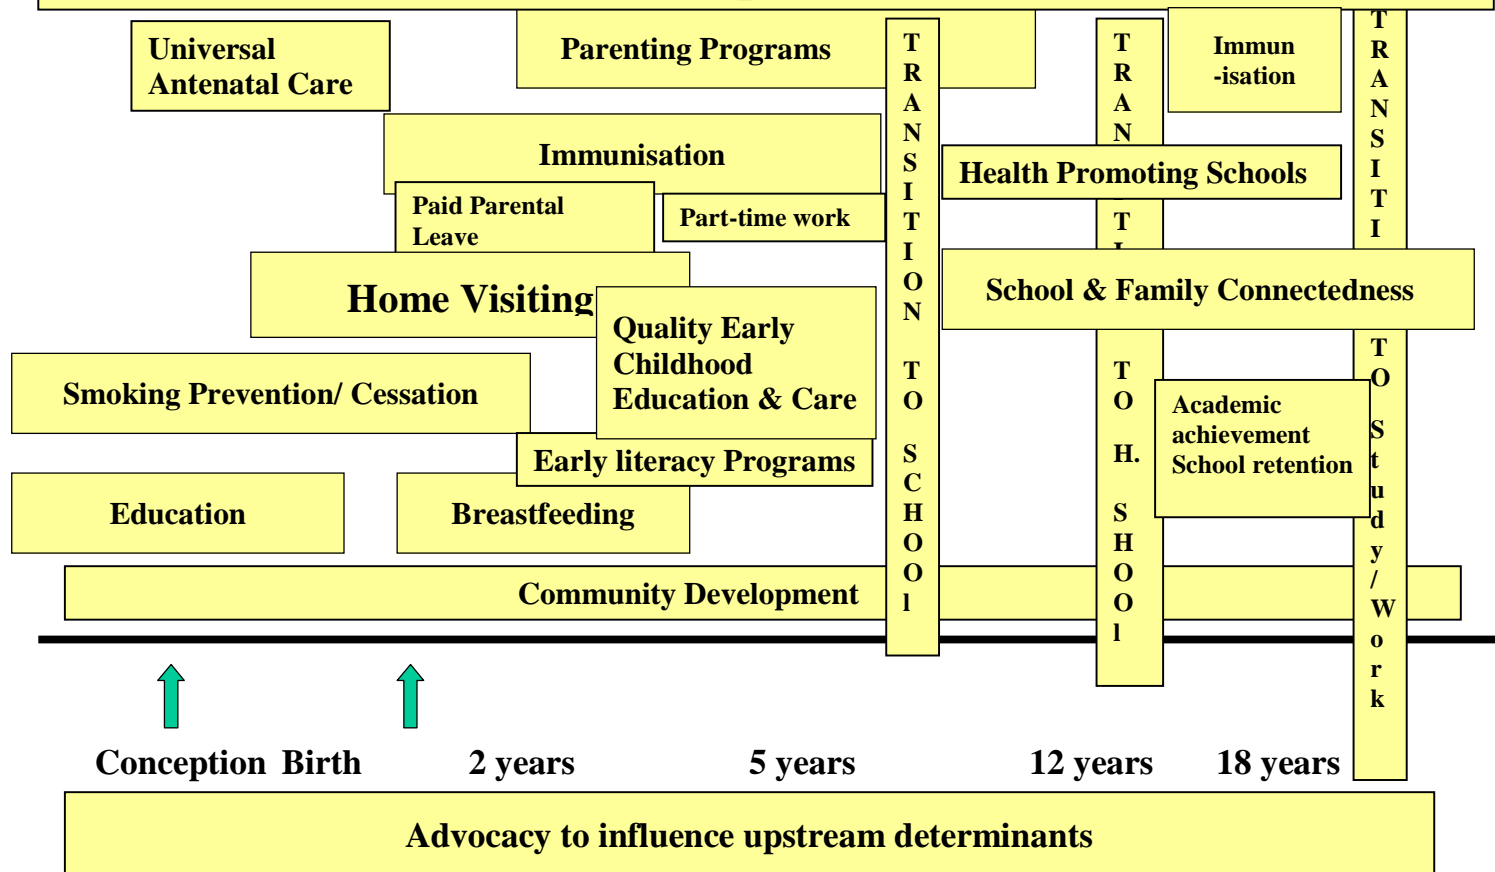 Universal
Antenatal Care
Parenting Programs
Immun
-isation
Immunisation
Health Promoting Schools
Paid Parental
Leave
Part-time work
Home Visiting
School & Family Connectedness
Quality Early
Childhood
Education & Care
Smoking Prevention/ Cessation
Academic
achievement
School retention
Early literacy Programs
Education
Breastfeeding
Community Development
TRANSITION TO SCHOOl
TRAN TI TO H. SHOOl
TRANSITI TO Study/Work
Conception Birth 2 years 5 years 12 years 18 years
Advocacy to influence upstream determinants